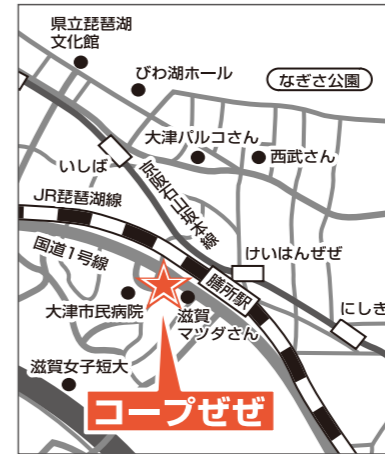 県立琵琶湖
文化館
びわ湖ホール
なぎさ公園
大津パルコさん
西武さん
いしば
京阪石山坂本線
JR琵琶湖線
国道1号線
けいはんぜぜ
膳所駅
にしき
大津市民病院
滋賀
マツダさん
滋賀女子短大
コープぜぜ